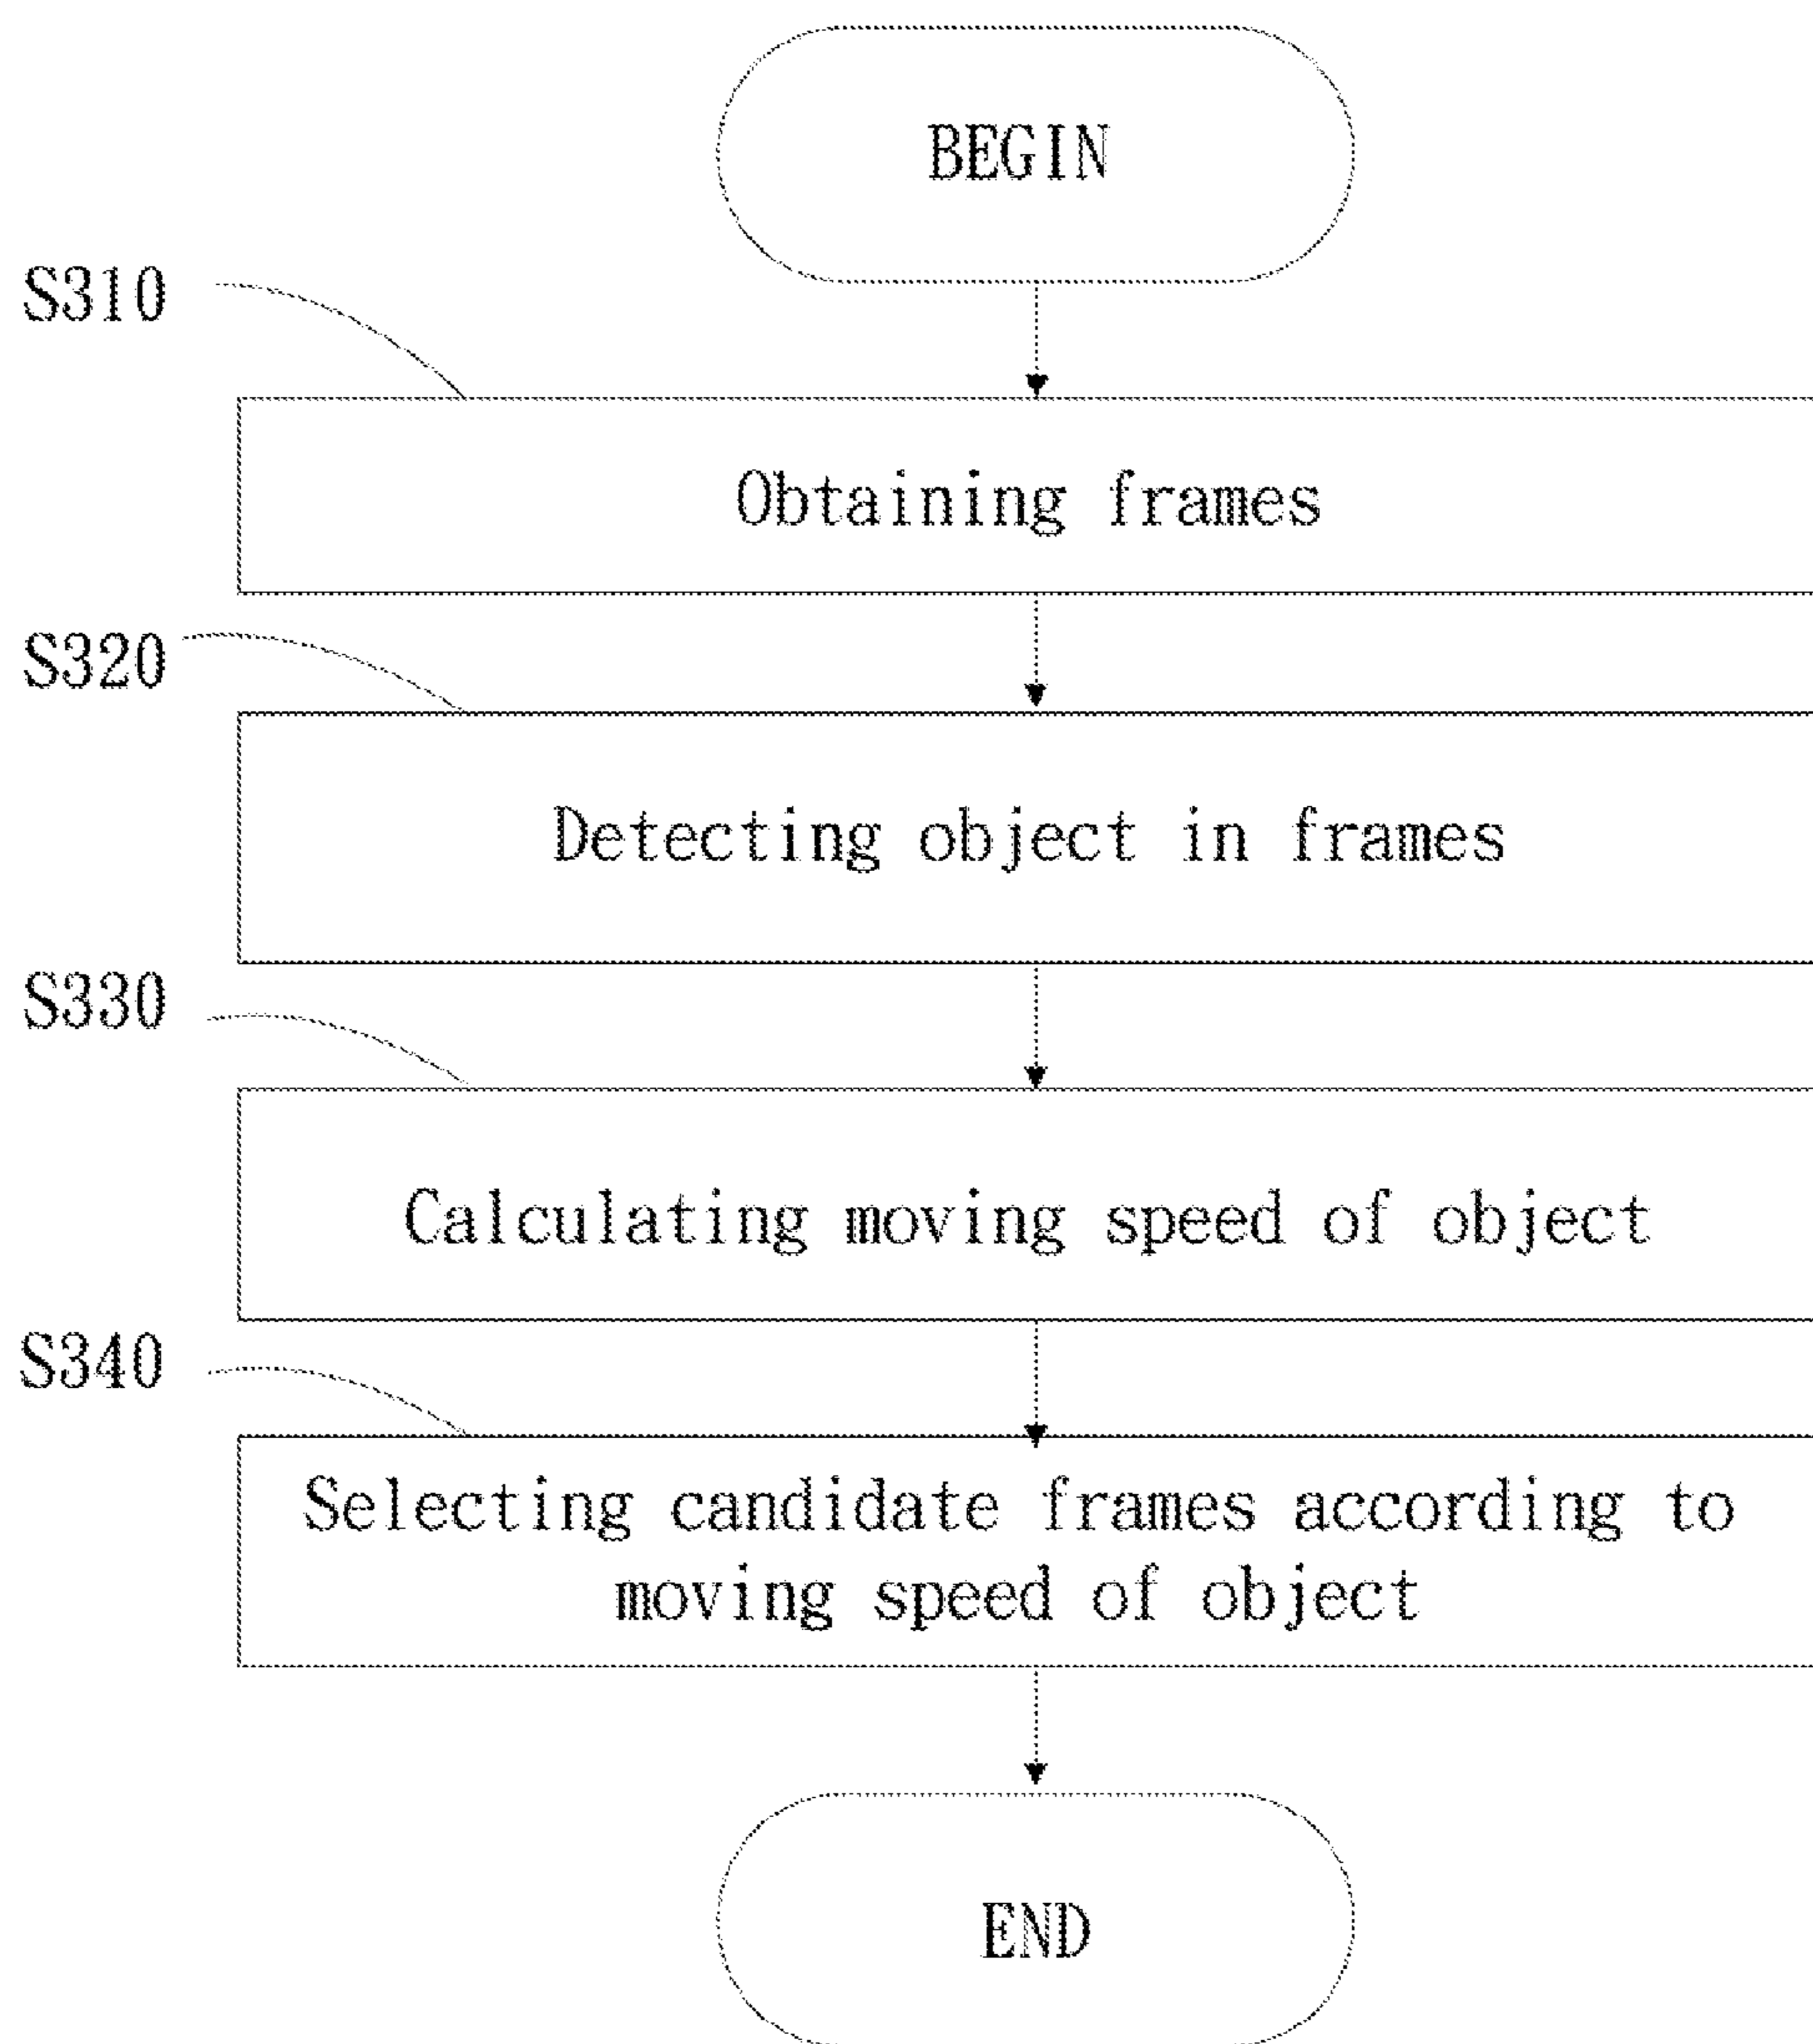 BEGIN
S310
Obtaining frames
S320
Detecting object in frames
S330
Calculating moving speed of object
S340
Selecting candidate frames according to
moving speed of object
END